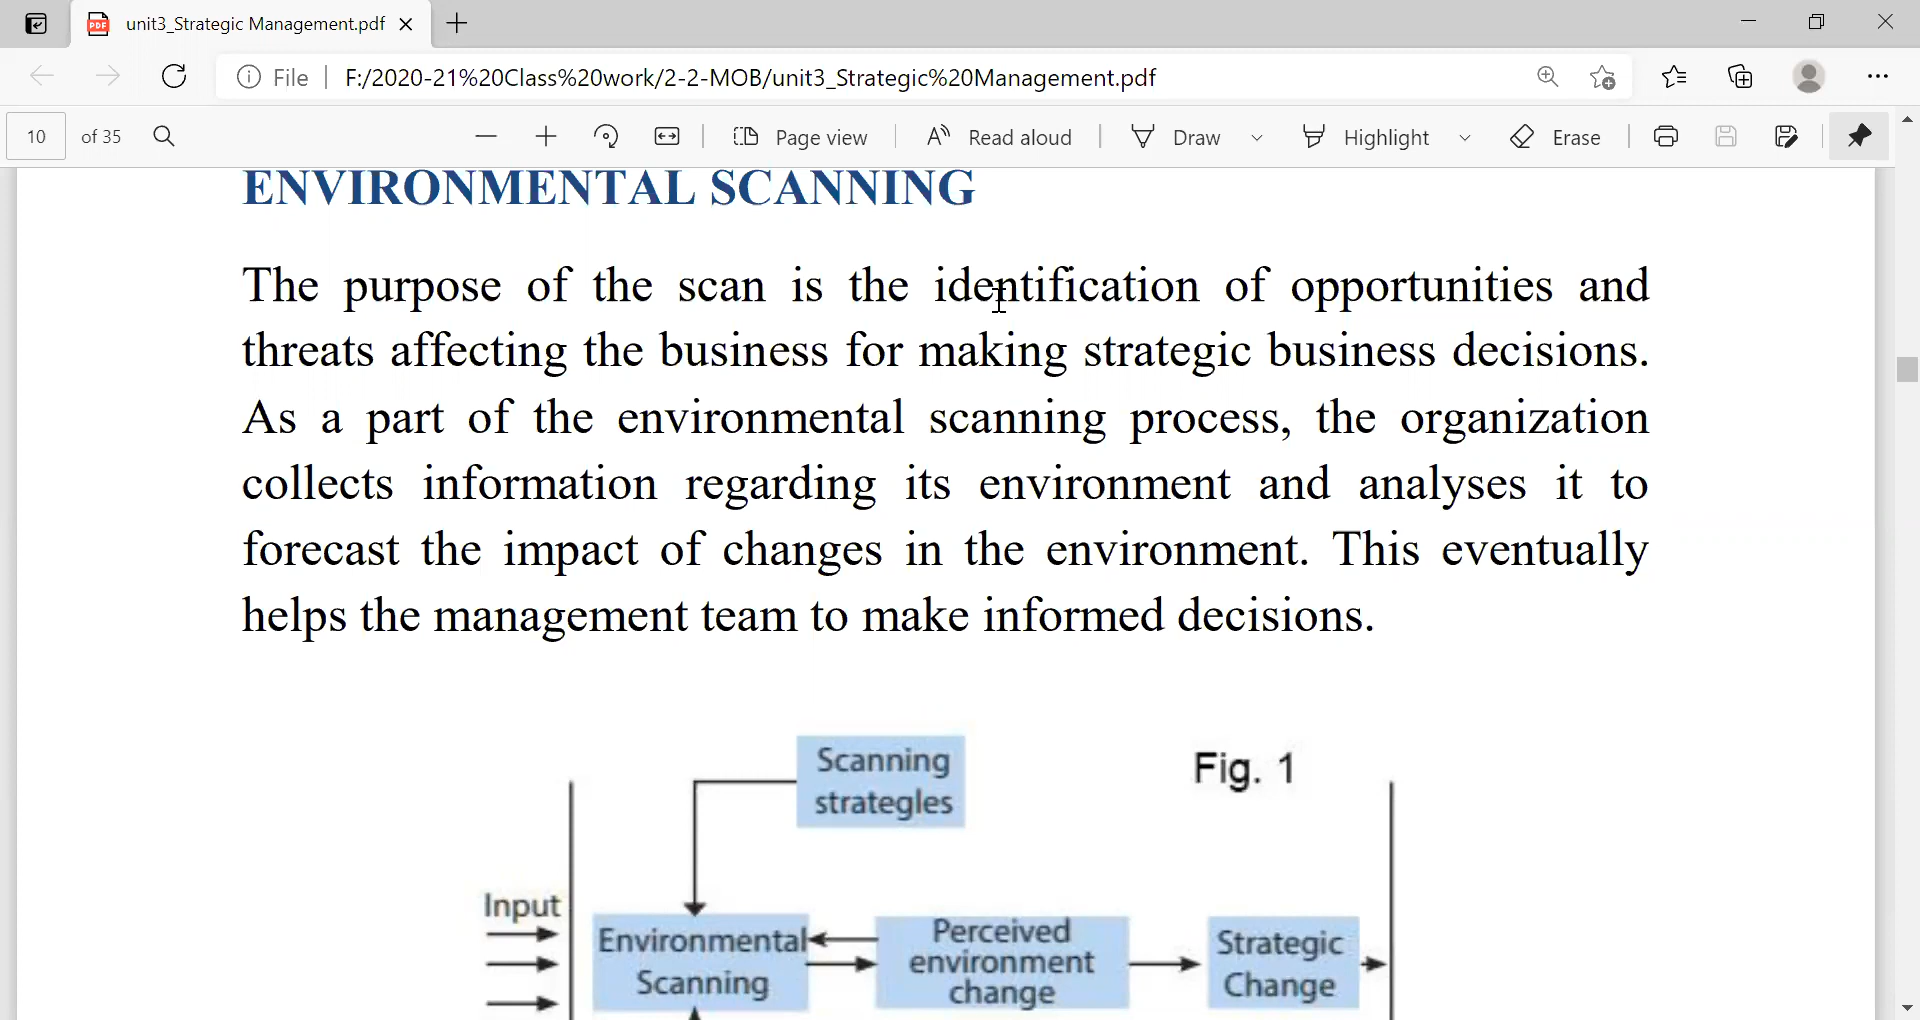 unit3_Strategic Management.pdf
File
F:/2020-21%20Class%20work/2-2-MOB/unit3_Strategic%20Management.pdf
10 of 35
Page view
Read aloud
Draw
Highlight
Erase
ENVIRONMENTAL SCANNING
The purpose of the scan is the identification of opportunities and
threats affecting the business for making strategic business decisions.
As a part of the environmental scanning process, the organization
collects information regarding its environment and analyses it to
forecast the impact of changes in the environment. This eventually
helps the management team to make informed decisions.
Scanning
strategles
Fig. 1
Input
Environmental
Scanning
Perceived
environment
change
Strategic
Change